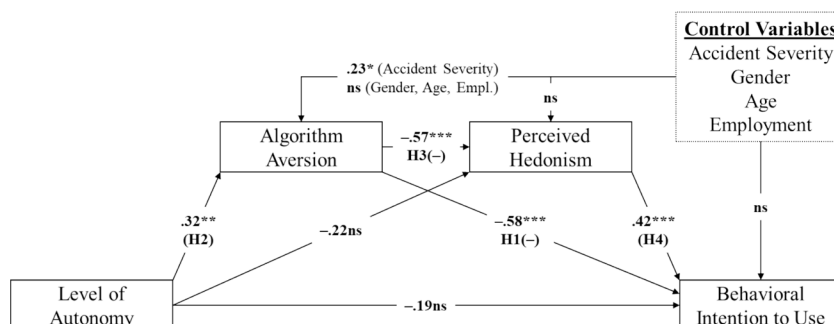 Control Variables
Accident Severity
Gender
Age
Employment
.23* (Accident Severity)
ns (Gender, Age, Empl.)
ns
Algorithm
Aversion
–.57***
H3(–)
Perceived
Hedonism
.32**
(H2)
–.22ns
–.58***
H1(–)
.42***
(H4)
ns
Level of
Autonomy
–.19ns
Behavioral
Intention to Use